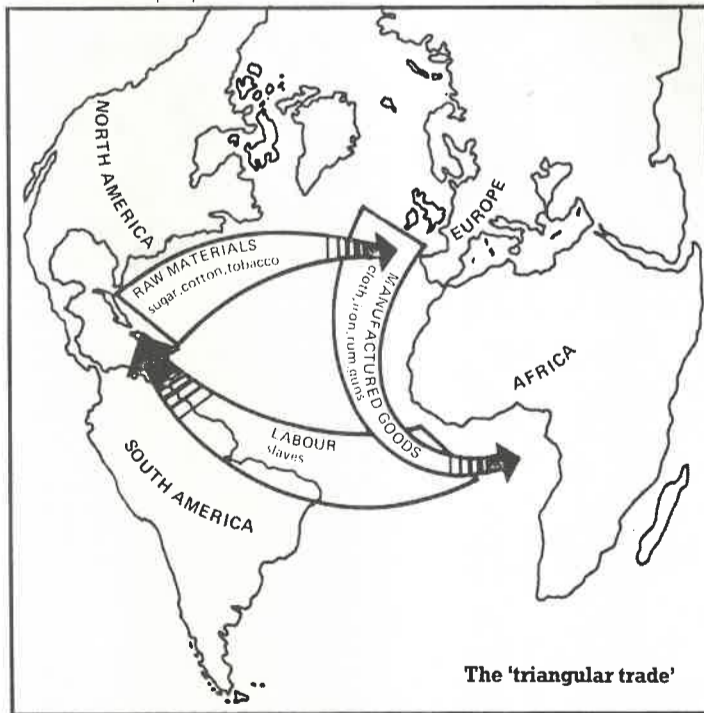 NORTH AMERICA
EUROPE
RAW MATERIALS
sugar, cotton, tobacco
MANUFACTURED GOODS
cloth, iron, rum, guns
AFRICA
LABOUR
slaves
SOUTH AMERICA
The 'triangular trade'